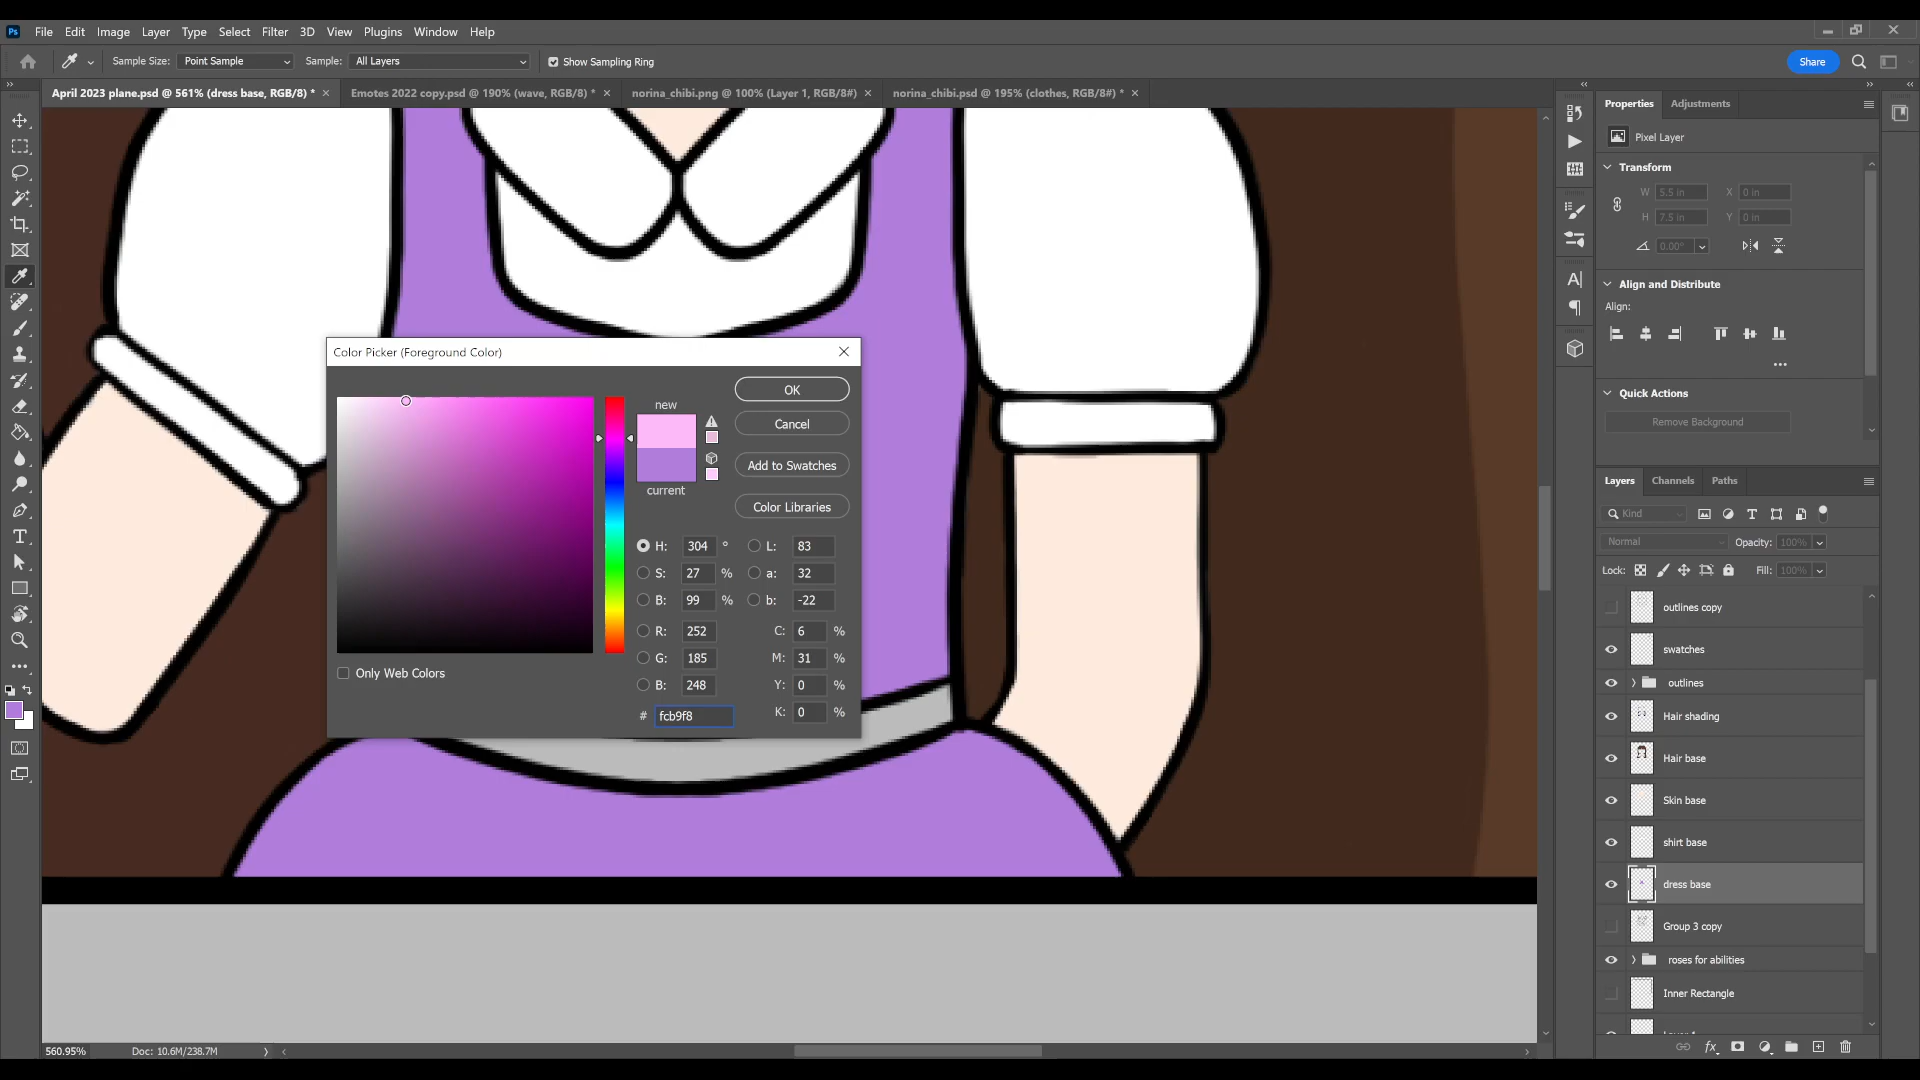 Ps File Edit Image Layer Type Select Filter 3D View Plugins Window Help
Sample Size: Point Sample Sample: All Layers Show Sampling Ring Share
April 2023 plane.psd @ 561% (dress base, RGB/8) * Emotes 2022 copy.psd @ 190% (wave, RGB/8) * norina_chibi.png @ 100% (Layer 1, RGB/8#) norina_chibi.psd @ 195% (clothes, RGB/8#) *
Properties Adjustments
Pixel Layer
Transform
W 5.5 in X 0 in
H 7.5 in Y 0 in
0.00°
Align and Distribute
Align:
Quick Actions
Remove Background
Color Picker (Foreground Color)
new
current
OK
Cancel
Add to Swatches
Color Libraries
H: 304 ° L: 83
S: 27 % a: 32
B: 99 % b: -22
R: 252 C: 6 %
G: 185 M: 31 %
B: 248 Y: 0 %
# fcb9f8 K: 0 %
Only Web Colors
Layers Channels Paths
Kind
Normal Opacity: 100%
Lock: Fill: 100%
outlines copy
swatches
outlines
Hair shading
Hair base
Skin base
shirt base
dress base
Group 3 copy
roses for abilities
Inner Rectangle
560.95% Doc: 10.6M/238.7M